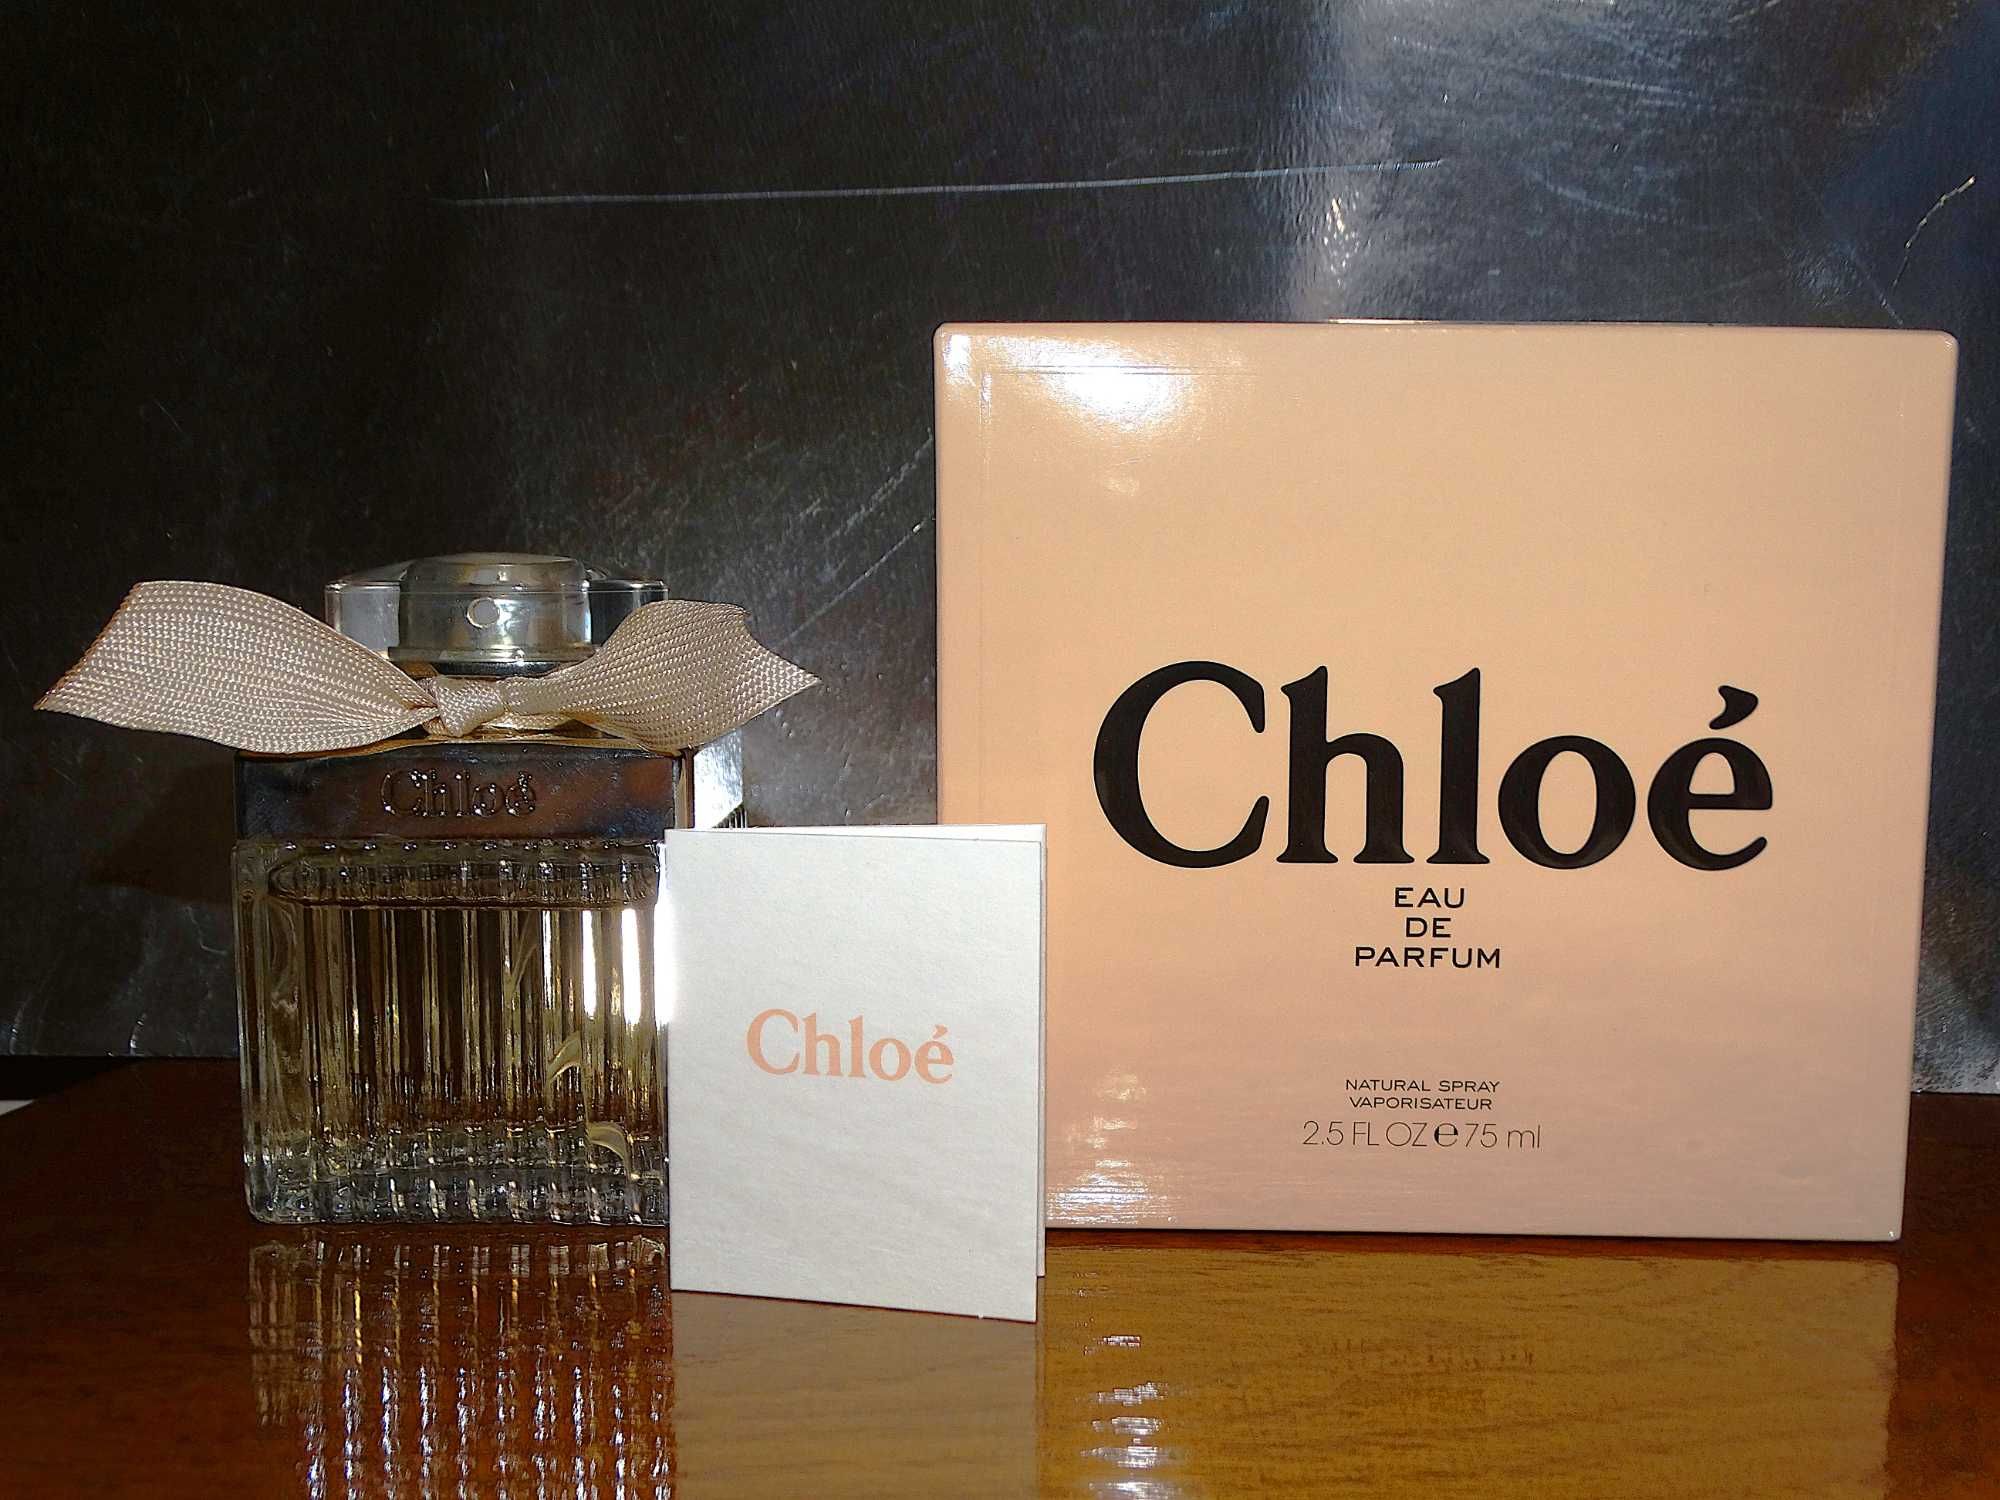 Chloé
Chloé
Chloé
EAU
DE
PARFUM
NATURAL SPRAY
VAPORISATEUR
2.5 FL OZ ℮ 75 ml